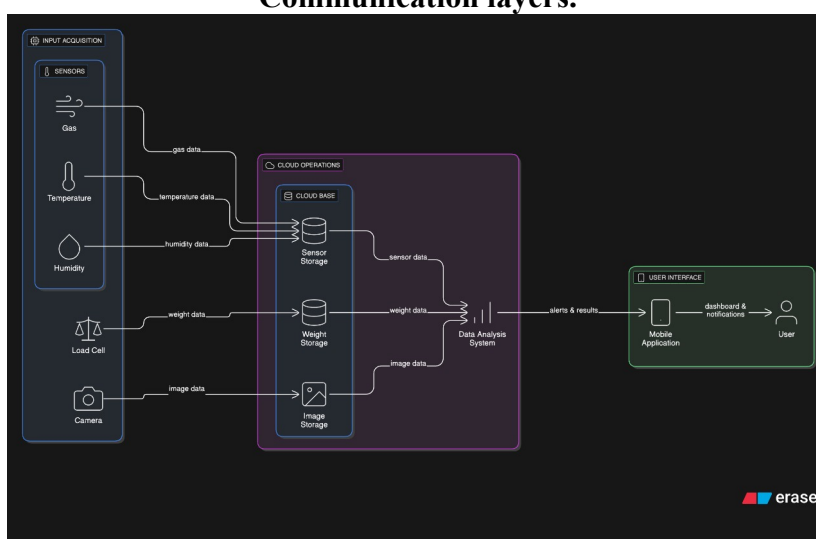 Communication layers.
INPUT ACQUISITION
SENSORS
Gas
Temperature
Humidity
Load Cell
Camera
gas data
temperature data
humidity data
weight data
image data
CLOUD OPERATIONS
CLOUD BASE
Sensor
Storage
Weight
Storage
Image
Storage
sensor data
weight data
image data
Data Analysis
System
alerts & results
USER INTERFACE
Mobile
Application
dashboard &
notifications
User
erase